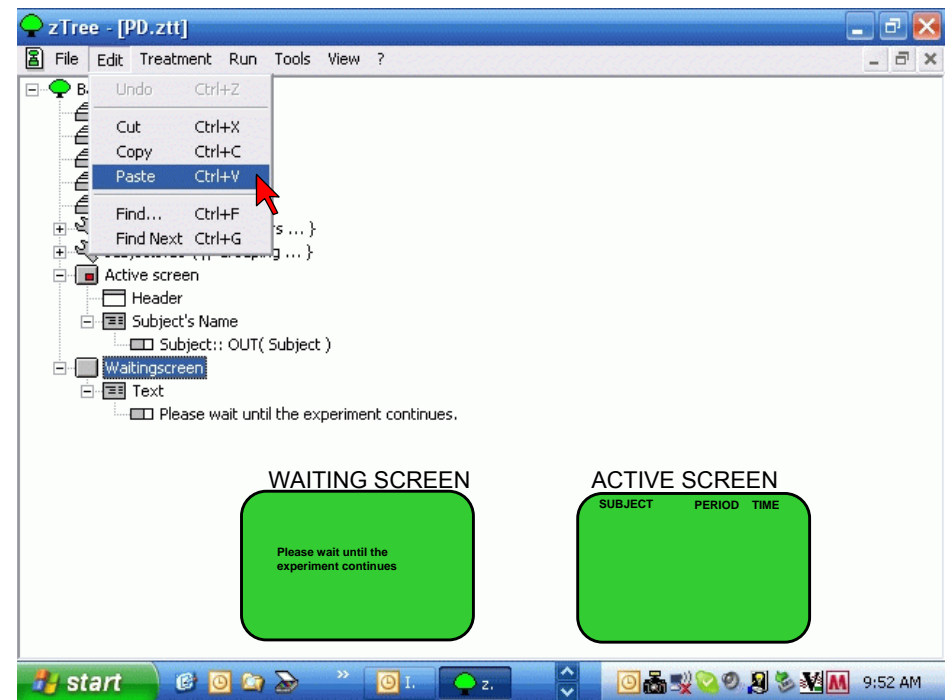 zTree - [PD.ztt]
File Edit Treatment Run Tools View ?
B
Undo Ctrl+Z
Cut Ctrl+X
Copy Ctrl+C
Paste Ctrl+V
Find... Ctrl+F
Find Next Ctrl+G
s ... }
... }
Active screen
Header
Subject's Name
Subject:: OUT( Subject )
Waitingscreen
Text
Please wait until the experiment continues.
WAITING SCREEN
Please wait until the
experiment continues
ACTIVE SCREEN
SUBJECT PERIOD TIME
start » I. z. 9:52 AM